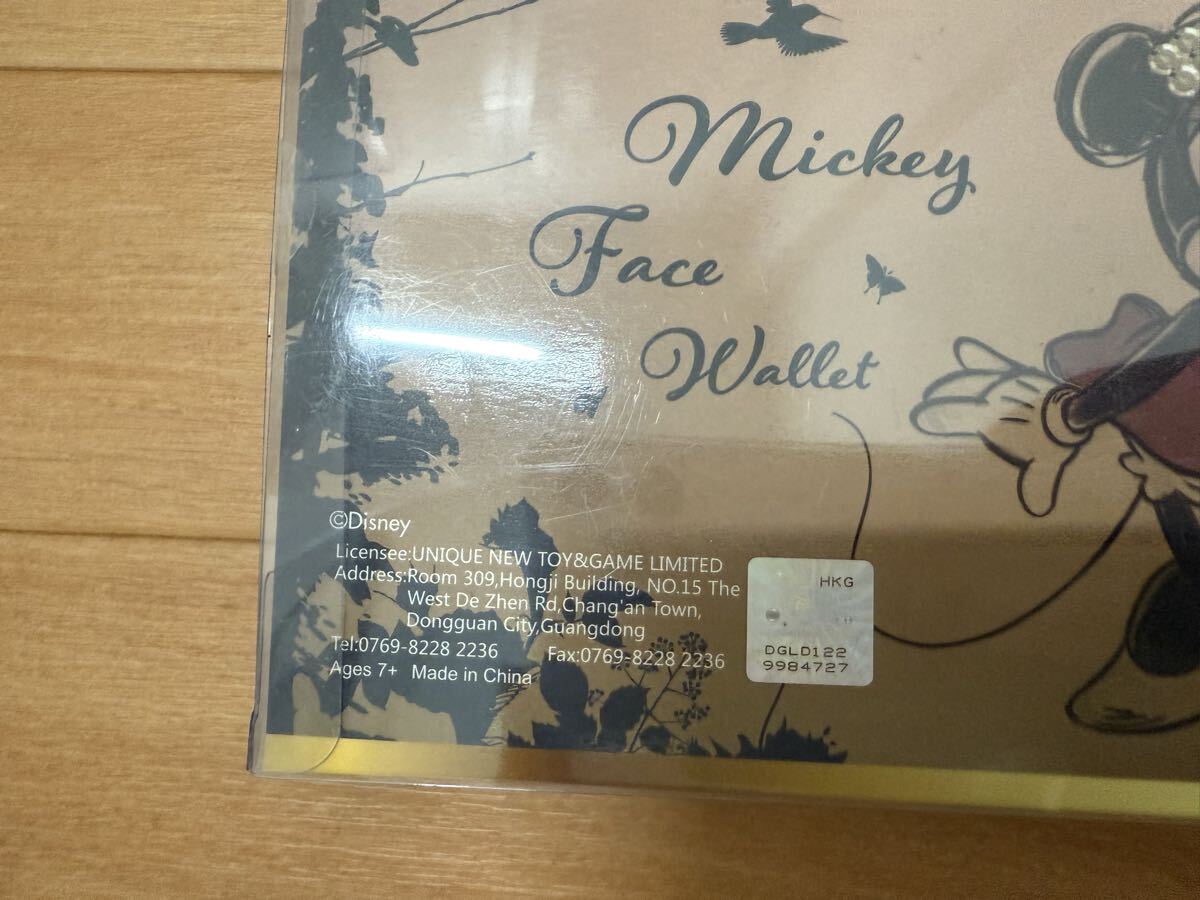 Mickey
Face
Wallet
©Disney
Licensee:UNIQUE NEW TOY&GAME LIMITED
Address:Room 309,Hongji Building, NO.15 The
West De Zhen Rd,Chang'an Town,
Dongguan City,Guangdong
Tel:0769-8228 2236 Fax:0769-8228 2236
Ages 7+ Made in China
HKG
DGLD122
9984727